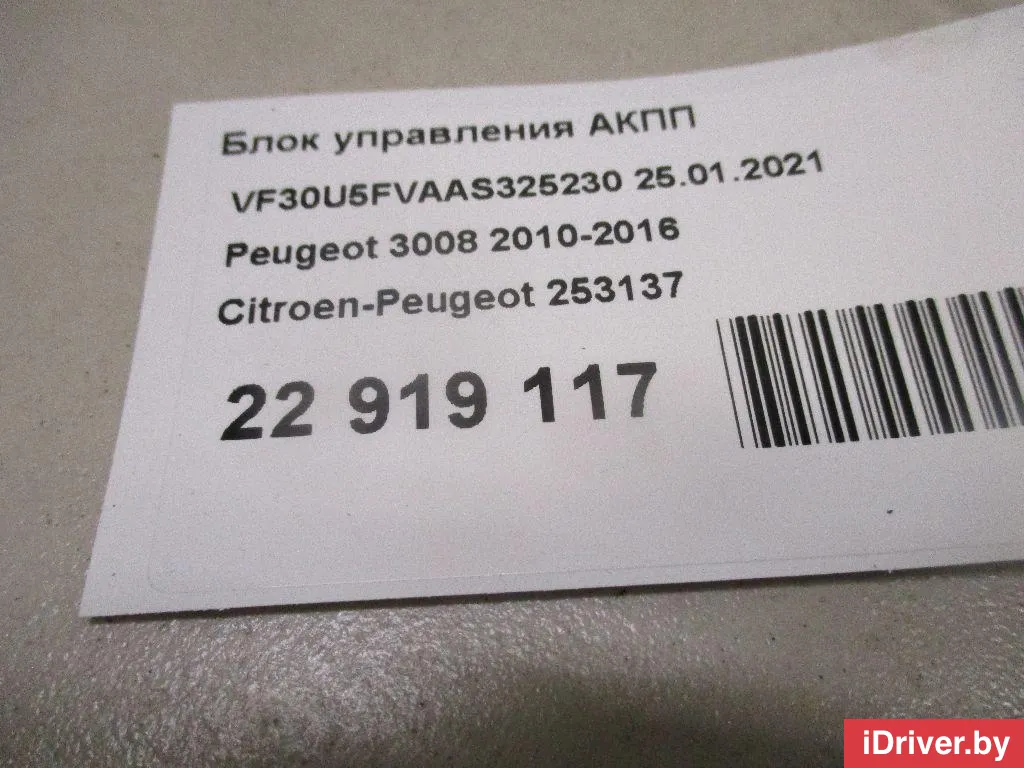 Блок управления АКПП
VF30U5FVAAS325230 25.01.2021
Peugeot 3008 2010-2016
Citroen-Peugeot 253137
22 919 117
iDriver.by